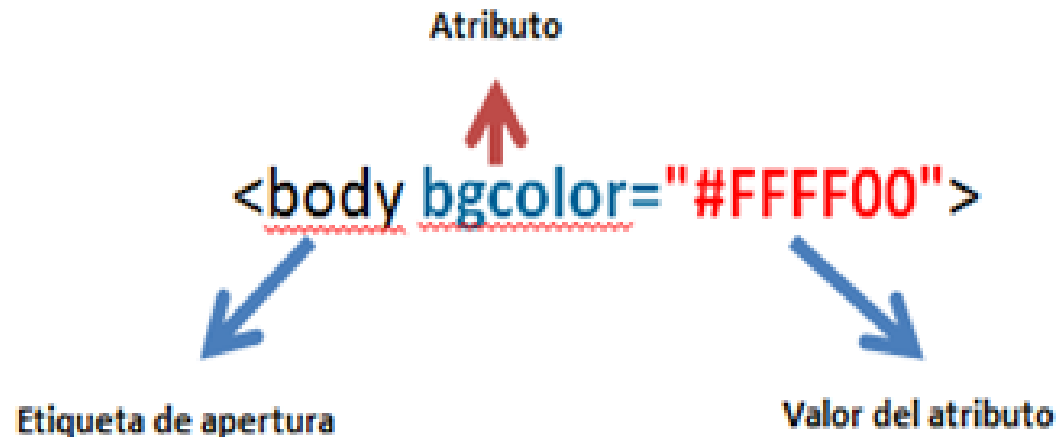 Atributo
<body bgcolor="#FFFF00">
Etiqueta de apertura
Valor del atributo